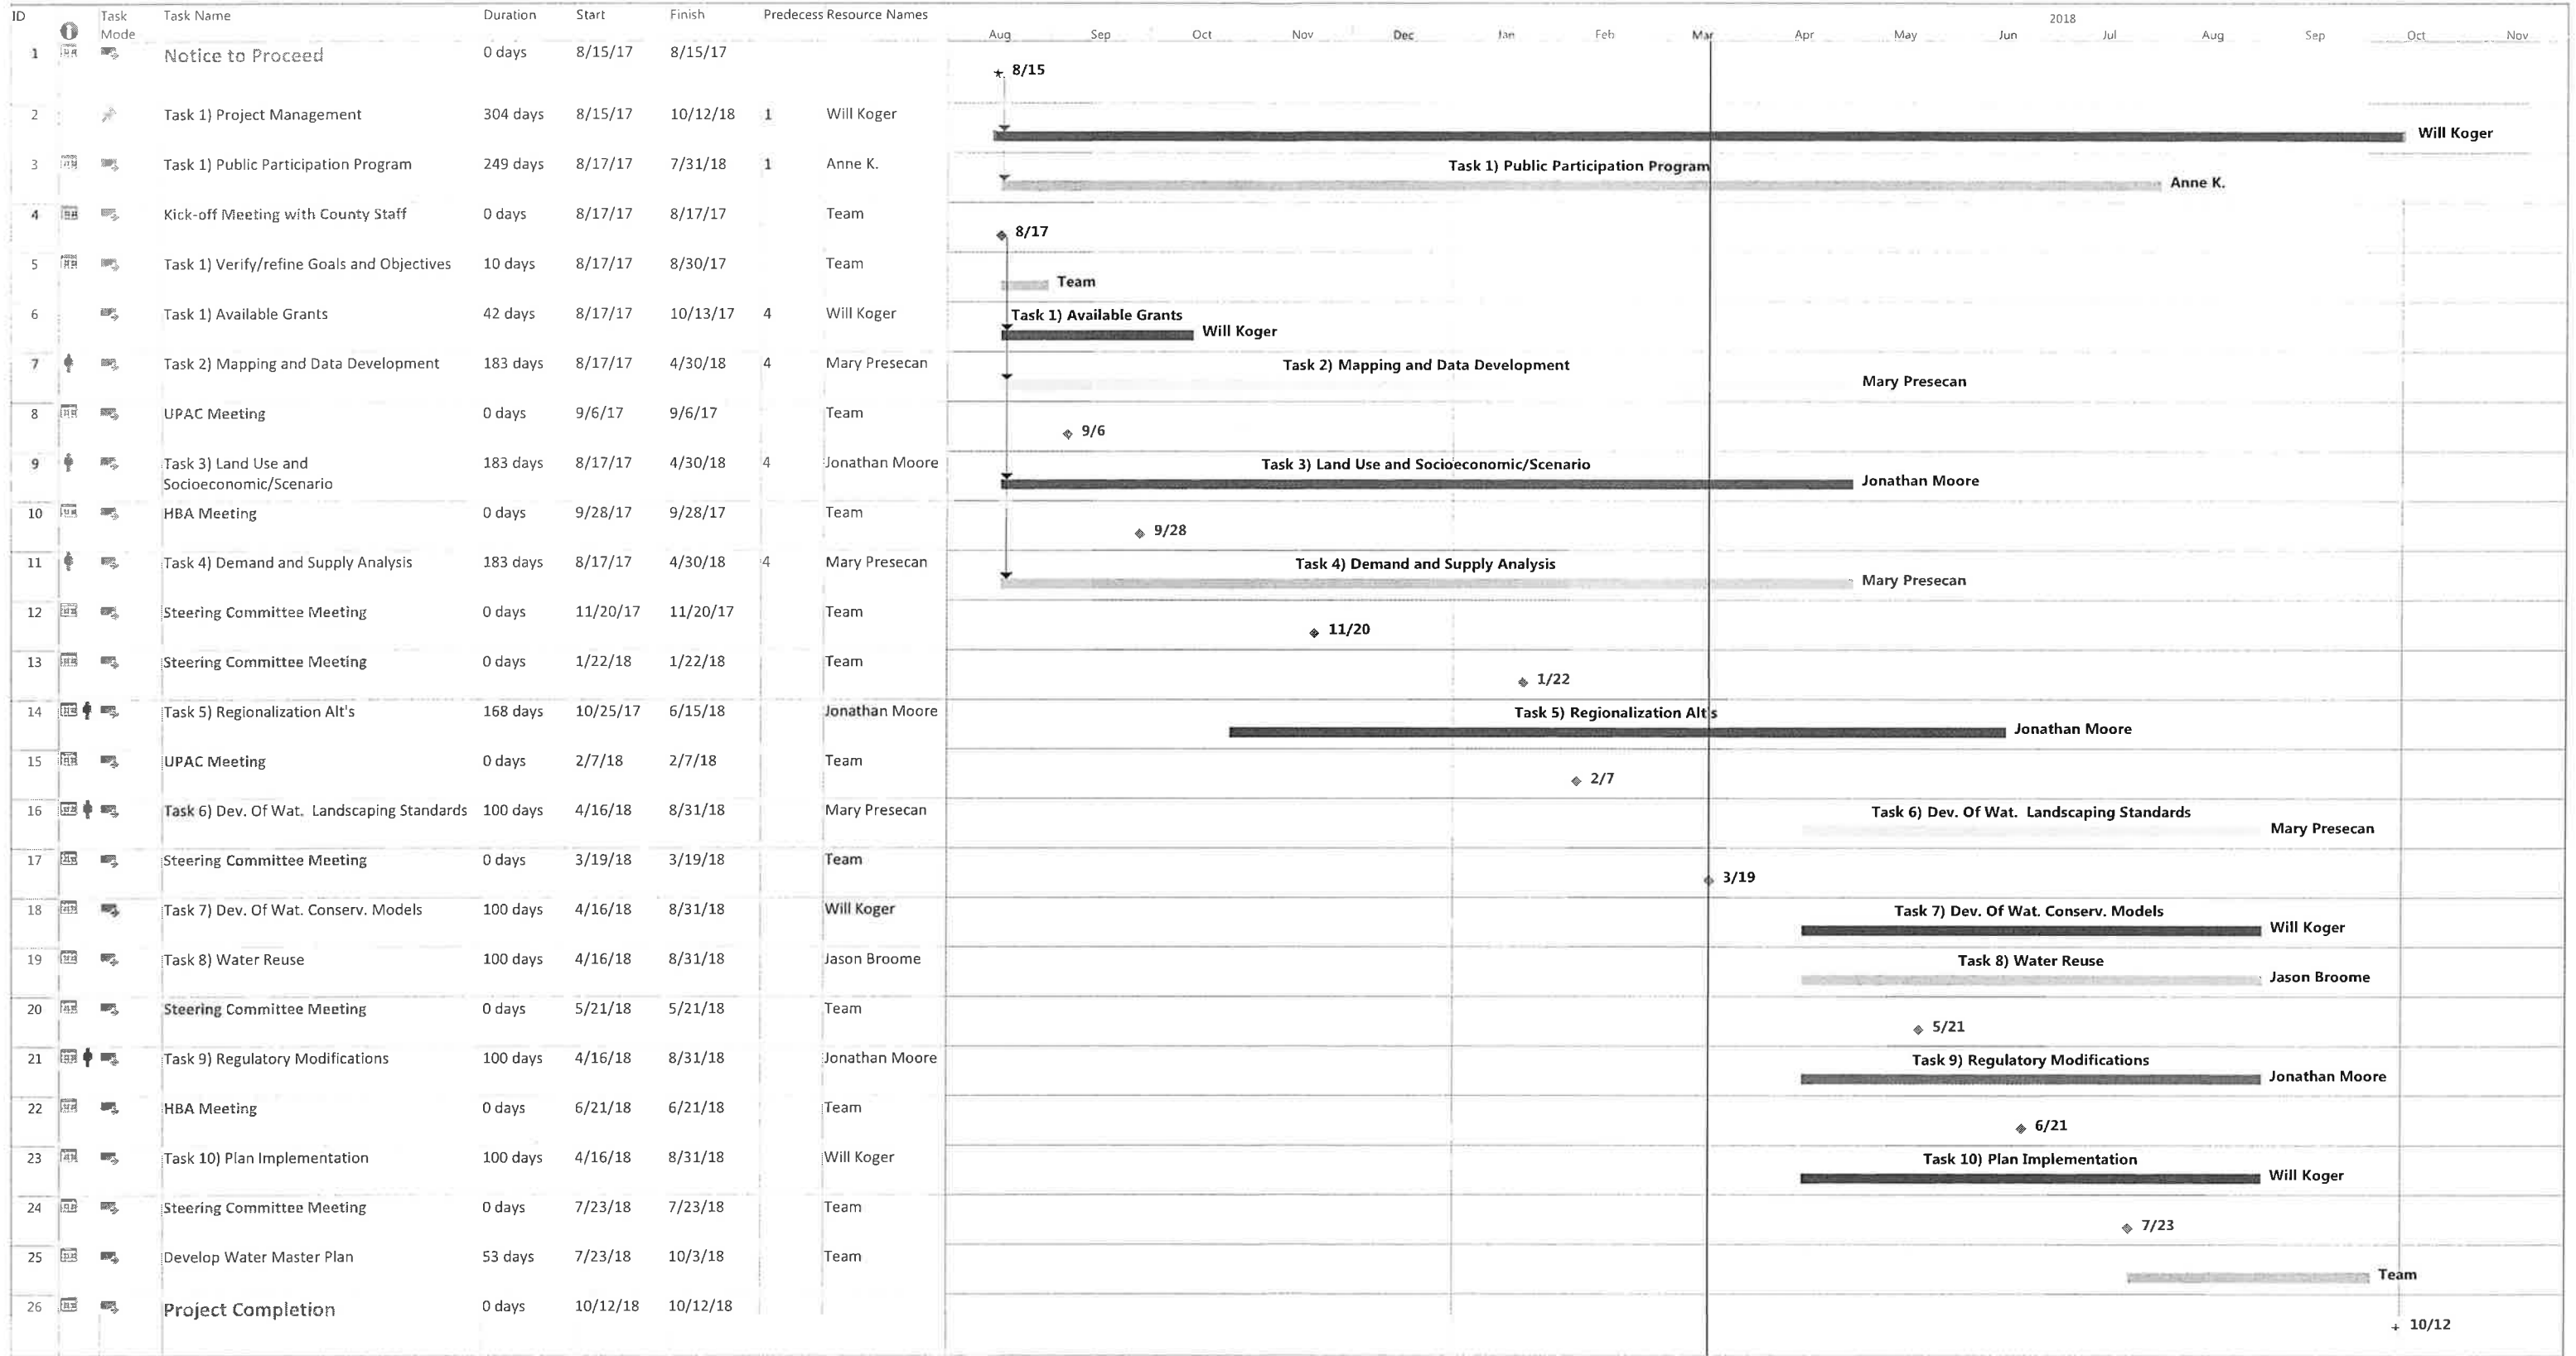 ID Task Mode Task Name Duration Start Finish Predecess Resource Names
2018
Aug Sep Oct Nov Dec Jan Feb Mar Apr May Jun Jul Aug Sep Oct Nov
1 Notice to Proceed 0 days 8/15/17 8/15/17
8/15
2 Task 1) Project Management 304 days 8/15/17 10/12/18 1 Will Koger
Will Koger
3 Task 1) Public Participation Program 249 days 8/17/17 7/31/18 1 Anne K.
Task 1) Public Participation Program
Anne K.
4 Kick-off Meeting with County Staff 0 days 8/17/17 8/17/17 Team
8/17
5 Task 1) Verify/refine Goals and Objectives 10 days 8/17/17 8/30/17 Team
Team
6 Task 1) Available Grants 42 days 8/17/17 10/13/17 4 Will Koger
Task 1) Available Grants
Will Koger
7 Task 2) Mapping and Data Development 183 days 8/17/17 4/30/18 4 Mary Presecan
Task 2) Mapping and Data Development
Mary Presecan
8 UPAC Meeting 0 days 9/6/17 9/6/17 Team
9/6
9 Task 3) Land Use and 183 days 8/17/17 4/30/18 4 Jonathan Moore
Socioeconomic/Scenario
Task 3) Land Use and Socioeconomic/Scenario
Jonathan Moore
10 HBA Meeting 0 days 9/28/17 9/28/17 Team
9/28
11 Task 4) Demand and Supply Analysis 183 days 8/17/17 4/30/18 4 Mary Presecan
Task 4) Demand and Supply Analysis
Mary Presecan
12 Steering Committee Meeting 0 days 11/20/17 11/20/17 Team
11/20
13 Steering Committee Meeting 0 days 1/22/18 1/22/18 Team
1/22
14 Task 5) Regionalization Alt's 168 days 10/25/17 6/15/18 Jonathan Moore
Task 5) Regionalization Alt's
Jonathan Moore
15 UPAC Meeting 0 days 2/7/18 2/7/18 Team
2/7
16 Task 6) Dev. Of Wat. Landscaping Standards 100 days 4/16/18 8/31/18 Mary Presecan
Task 6) Dev. Of Wat. Landscaping Standards
Mary Presecan
17 Steering Committee Meeting 0 days 3/19/18 3/19/18 Team
3/19
18 Task 7) Dev. Of Wat. Conserv. Models 100 days 4/16/18 8/31/18 Will Koger
Task 7) Dev. Of Wat. Conserv. Models
Will Koger
19 Task 8) Water Reuse 100 days 4/16/18 8/31/18 Jason Broome
Task 8) Water Reuse
Jason Broome
20 Steering Committee Meeting 0 days 5/21/18 5/21/18 Team
5/21
21 Task 9) Regulatory Modifications 100 days 4/16/18 8/31/18 Jonathan Moore
Task 9) Regulatory Modifications
Jonathan Moore
22 HBA Meeting 0 days 6/21/18 6/21/18 Team
6/21
23 Task 10) Plan Implementation 100 days 4/16/18 8/31/18 Will Koger
Task 10) Plan Implementation
Will Koger
24 Steering Committee Meeting 0 days 7/23/18 7/23/18 Team
7/23
25 Develop Water Master Plan 53 days 7/23/18 10/3/18 Team
Team
26 Project Completion 0 days 10/12/18 10/12/18
10/12